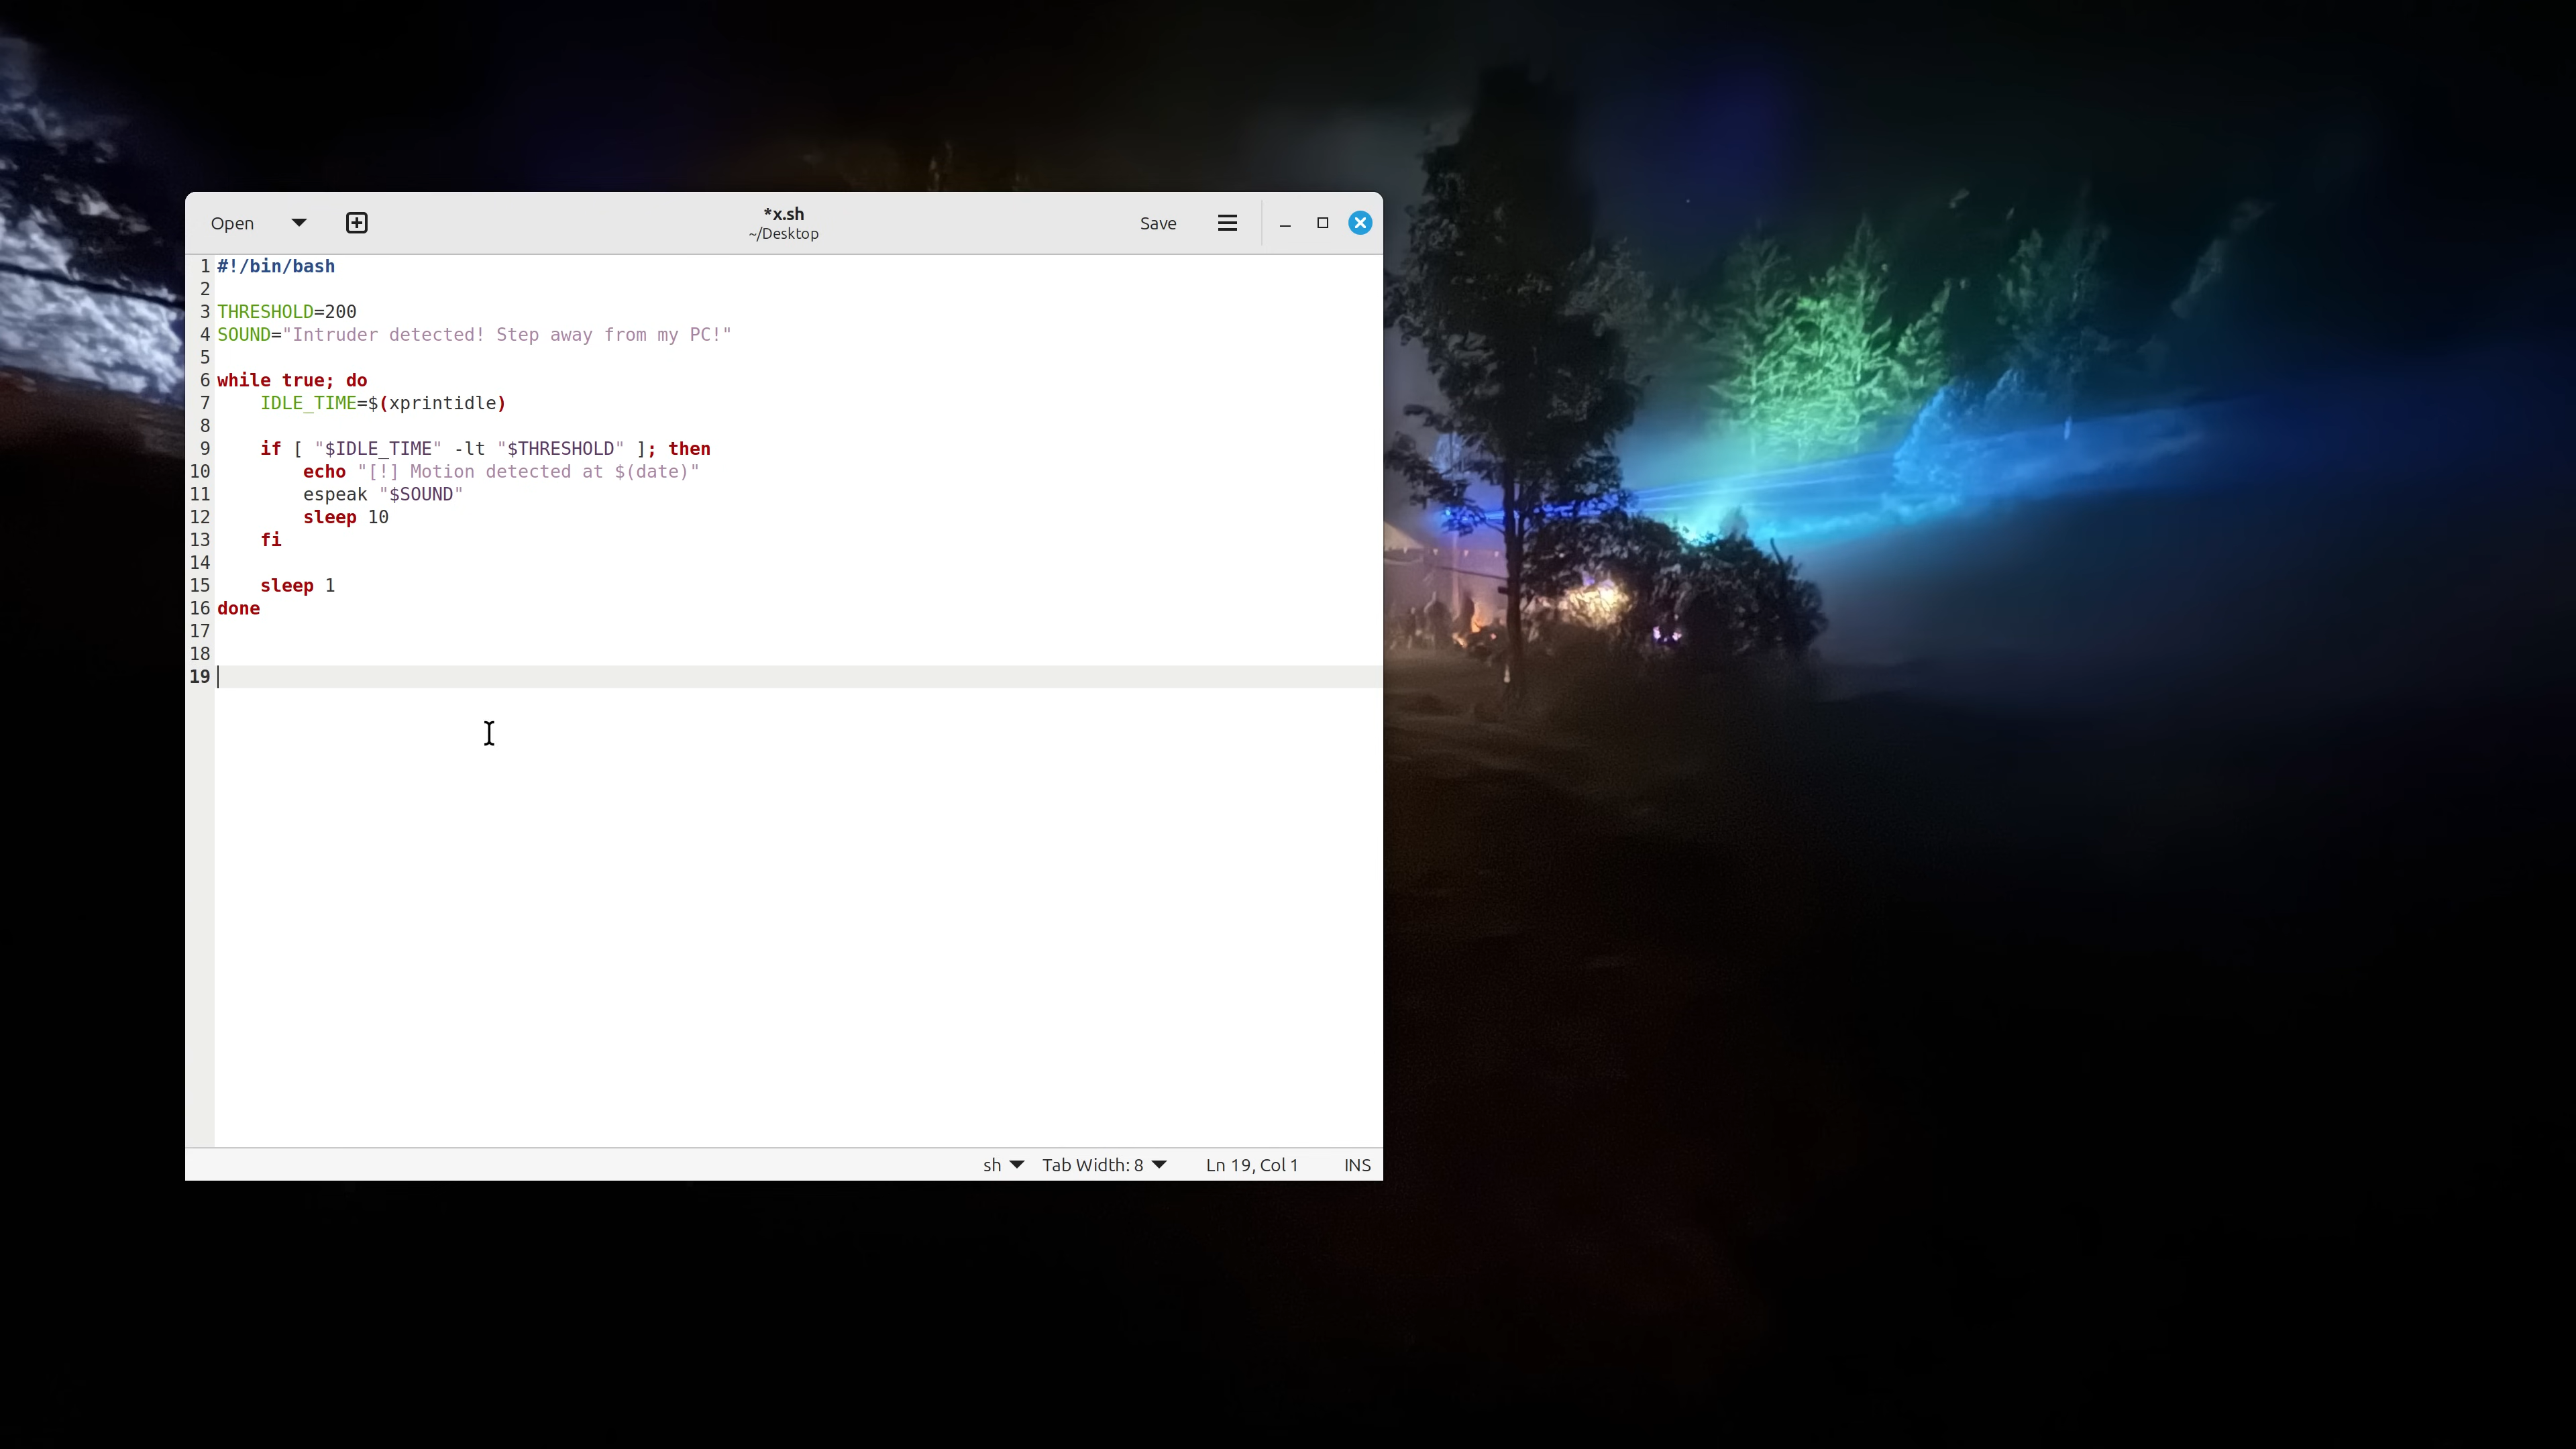 Open
*x.sh
~/Desktop
Save
1 #!/bin/bash
2
3 THRESHOLD=200
4 SOUND="Intruder detected! Step away from my PC!"
5
6 while true; do
7     IDLE_TIME=$(xprintidle)
8
9     if [ "$IDLE_TIME" -lt "$THRESHOLD" ]; then
10         echo "[!] Motion detected at $(date)"
11         espeak "$SOUND"
12         sleep 10
13     fi
14
15     sleep 1
16 done
17
18
19
sh Tab Width: 8 Ln 19, Col 1 INS